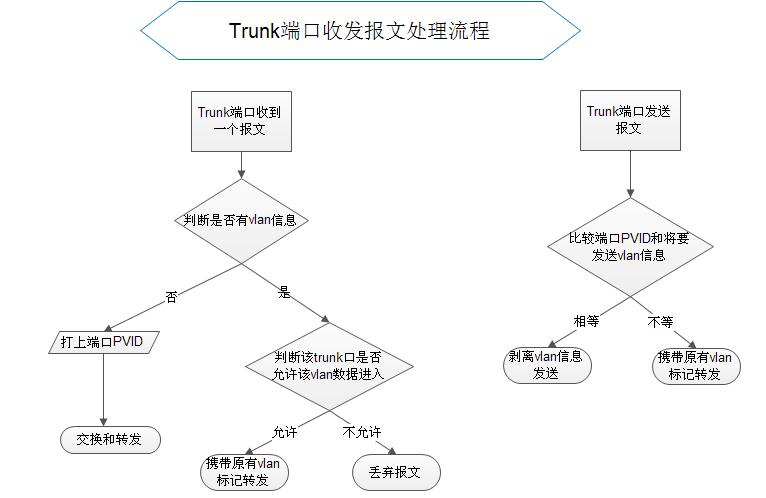 Trunk端口收发报文处理流程
Trunk端口收到
一个报文
判断是否有vlan信息
否
是
打上端口PVID
判断该trunk口是否
允许该vlan数据进入
交换和转发
允许
不允许
携带原有vlan
标记转发
丢弃报文
Trunk端口发送
报文
比较端口PVID和将要
发送vlan信息
相等
不等
剥离vlan信息
发送
携带原有vlan
标记转发